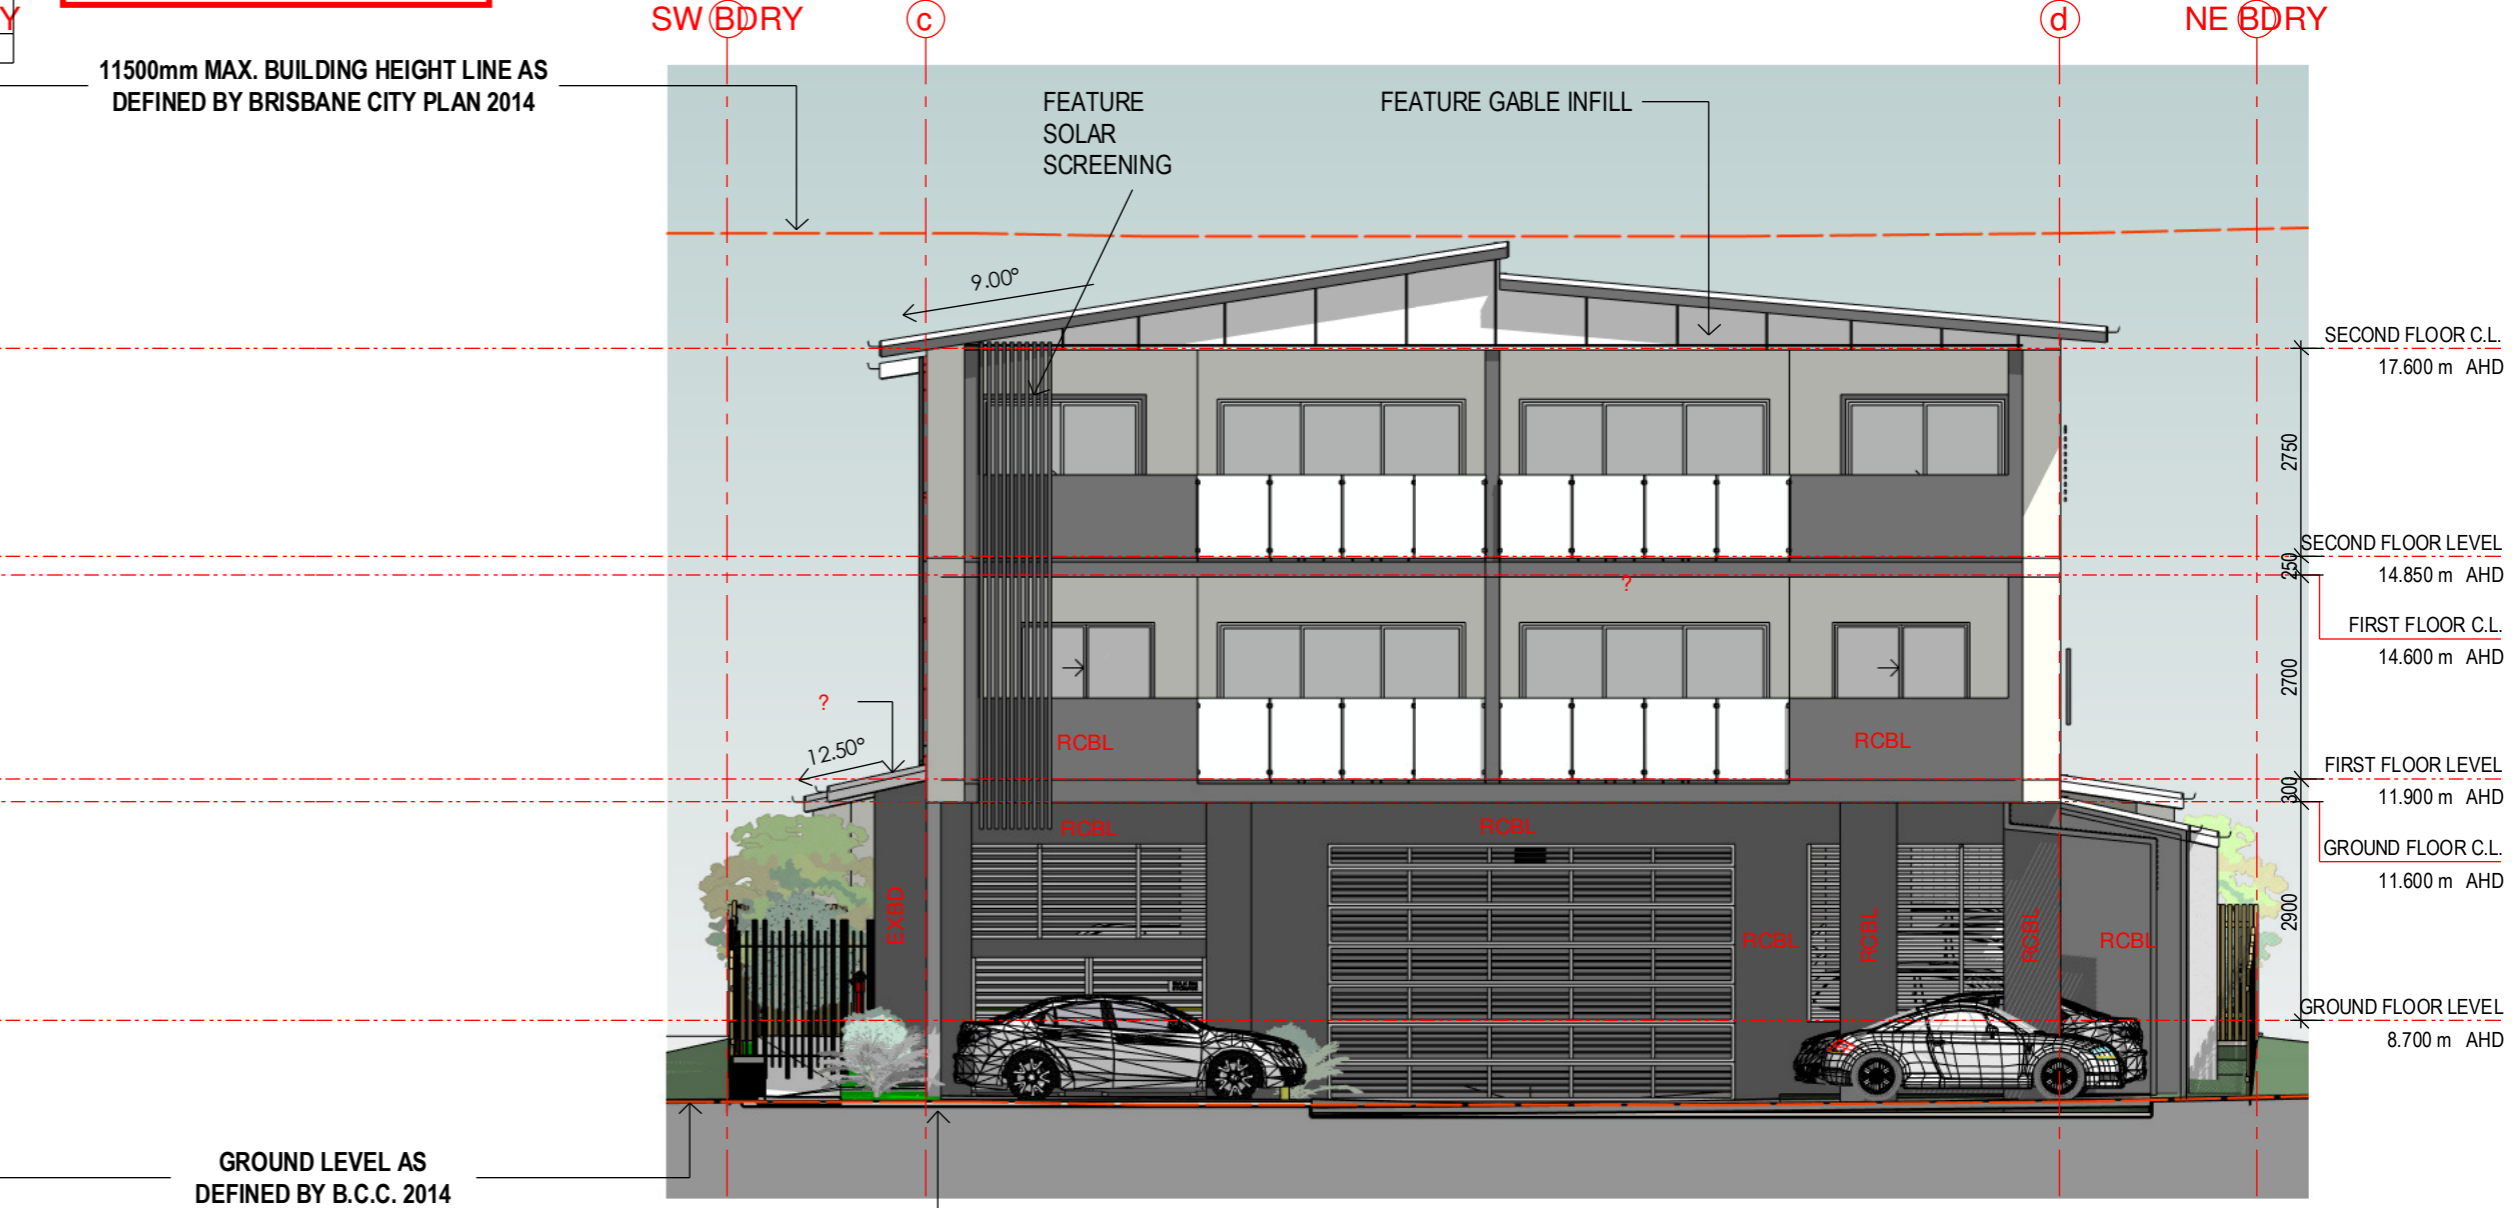 Y
SW BDRY
c
d
NE BDRY
11500mm MAX. BUILDING HEIGHT LINE AS
DEFINED BY BRISBANE CITY PLAN 2014
FEATURE
SOLAR
SCREENING
FEATURE GABLE INFILL
9.00°
SECOND FLOOR C.L.
17.600 m AHD
2750
SECOND FLOOR LEVEL
250
14.850 m AHD
?
FIRST FLOOR C.L.
14.600 m AHD
2700
?
12.50°
RCBL
RCBL
FIRST FLOOR LEVEL
300
11.900 m AHD
RCBL
RCBL
GROUND FLOOR C.L.
11.600 m AHD
2900
EXBD
RCBL
RCBL
RCBL
RCBL
GROUND FLOOR LEVEL
8.700 m AHD
GROUND LEVEL AS
DEFINED BY B.C.C. 2014